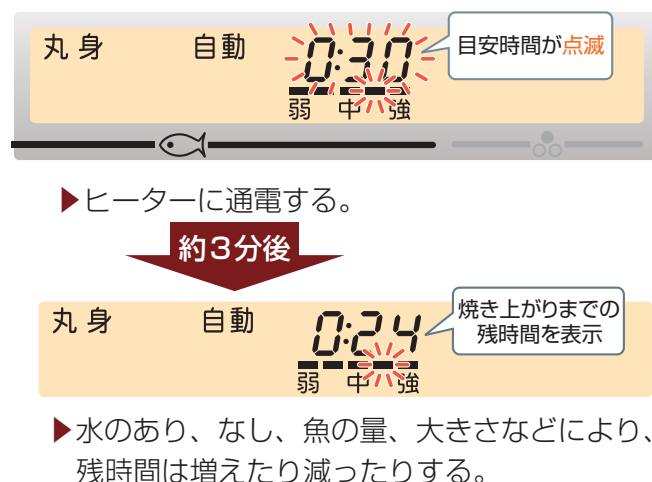 丸身 自動 0:30 目安時間が点滅
弱 中 強
▶ヒーターに通電する。
約3分後
丸身 自動 0:24 焼き上がりまでの
残時間を表示
弱 中 強
▶水のあり、なし、魚の量、大きさなどにより、
残時間は増えたり減ったりする。